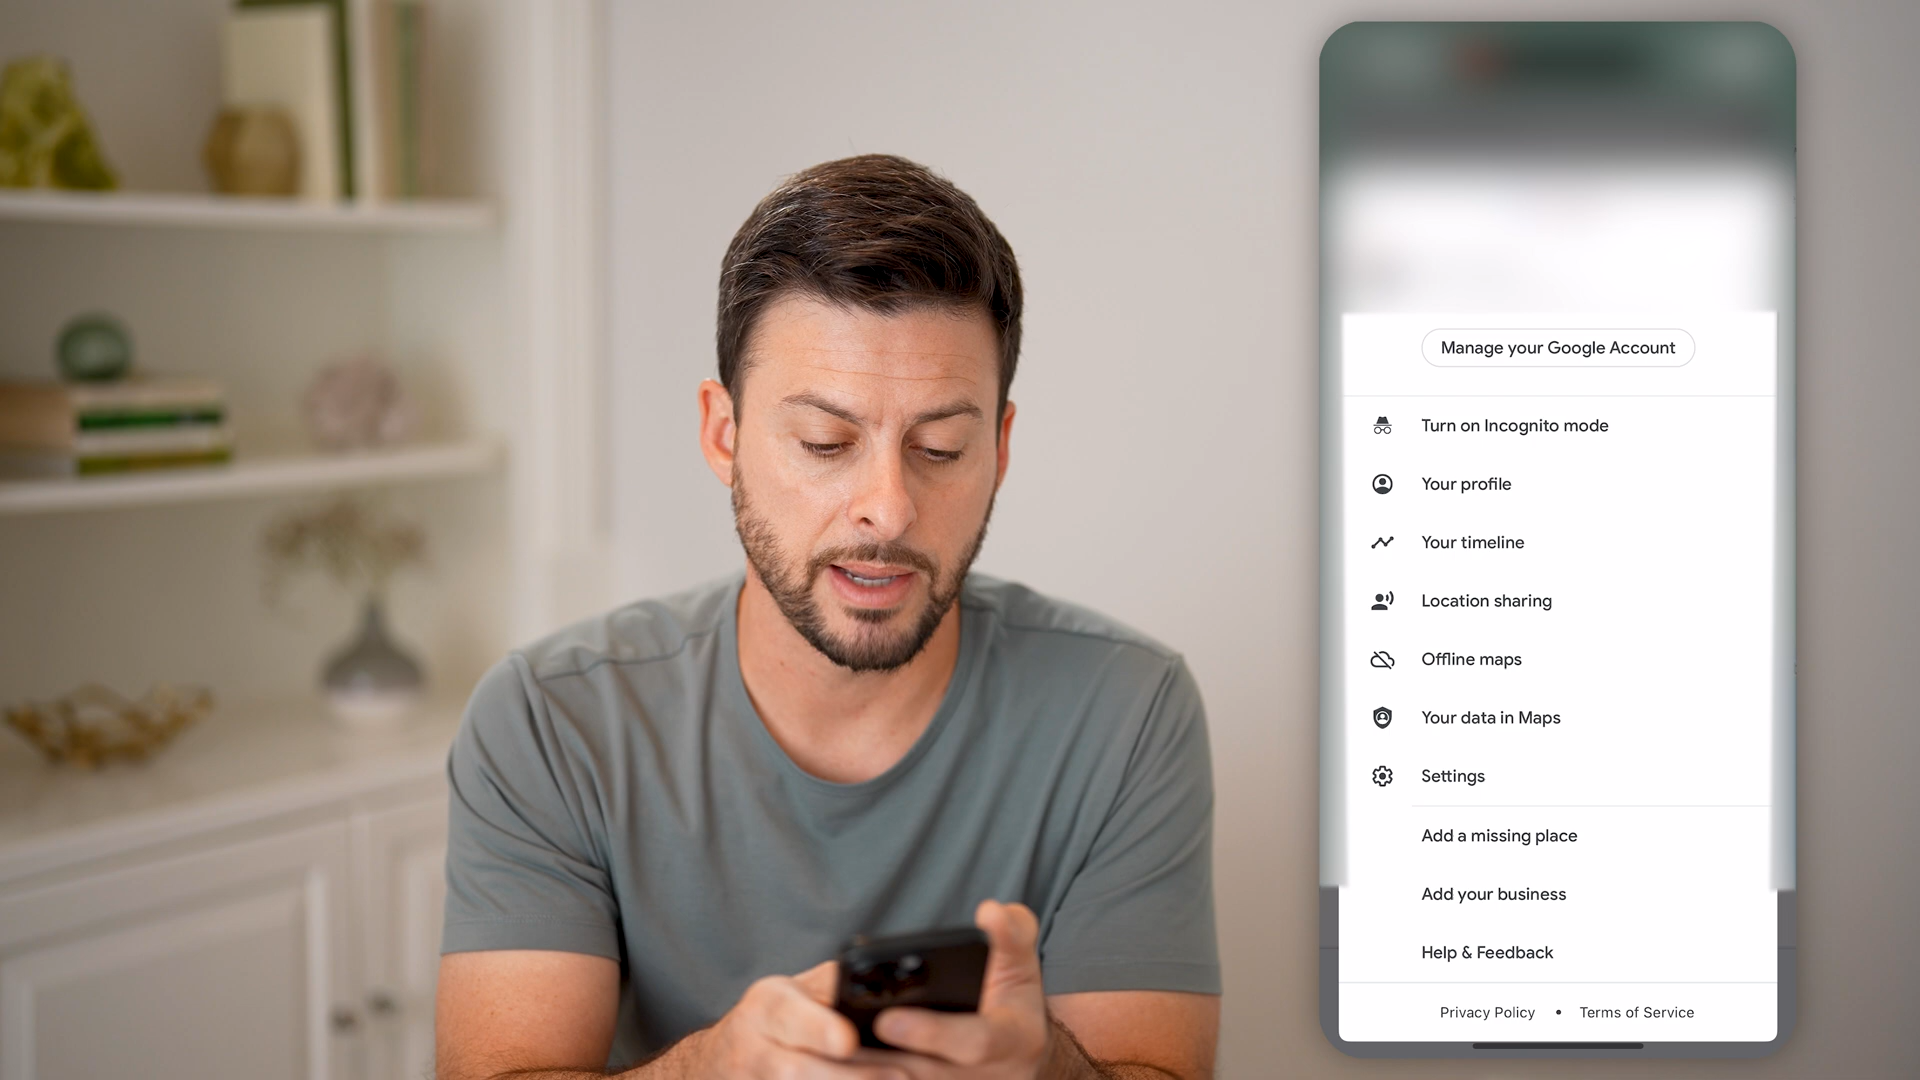 Manage your Google Account
Turn on Incognito mode
Your profile
Your timeline
Location sharing
Offline maps
Your data in Maps
Settings
Add a missing place
Add your business
Help & Feedback
Privacy Policy • Terms of Service